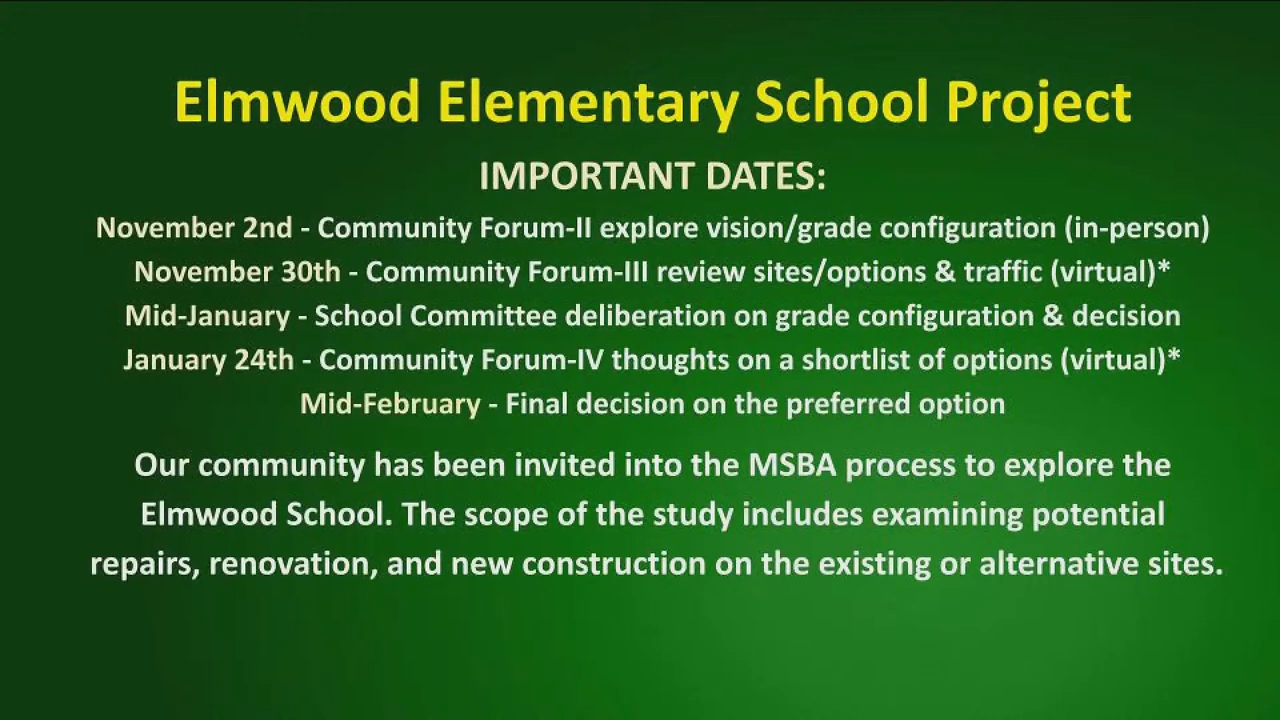 Elmwood Elementary School Project
IMPORTANT DATES:
November 2nd - Community Forum-II explore vision/grade configuration (in-person)
November 30th - Community Forum-III review sites/options & traffic (virtual)*
Mid-January - School Committee deliberation on grade configuration & decision
January 24th - Community Forum-IV thoughts on a shortlist of options (virtual)*
Mid-February - Final decision on the preferred option
Our community has been invited into the MSBA process to explore the
Elmwood School. The scope of the study includes examining potential
repairs, renovation, and new construction on the existing or alternative sites.